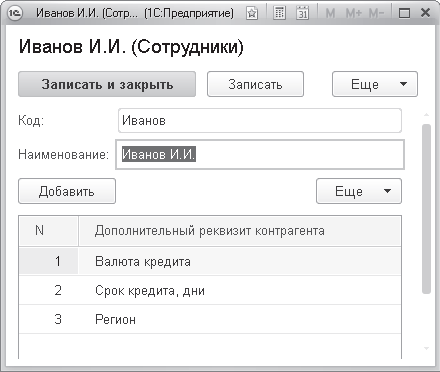 Иванов И.И. (Сотр... (1С:Предприятие)
31 M M+ M-
Иванов И.И. (Сотрудники)
Записать и закрыть Записать Еще
Код: Иванов
Наименование: Иванов И.И.
Добавить Еще
N Дополнительный реквизит контрагента
1 Валюта кредита
2 Срок кредита, дни
3 Регион